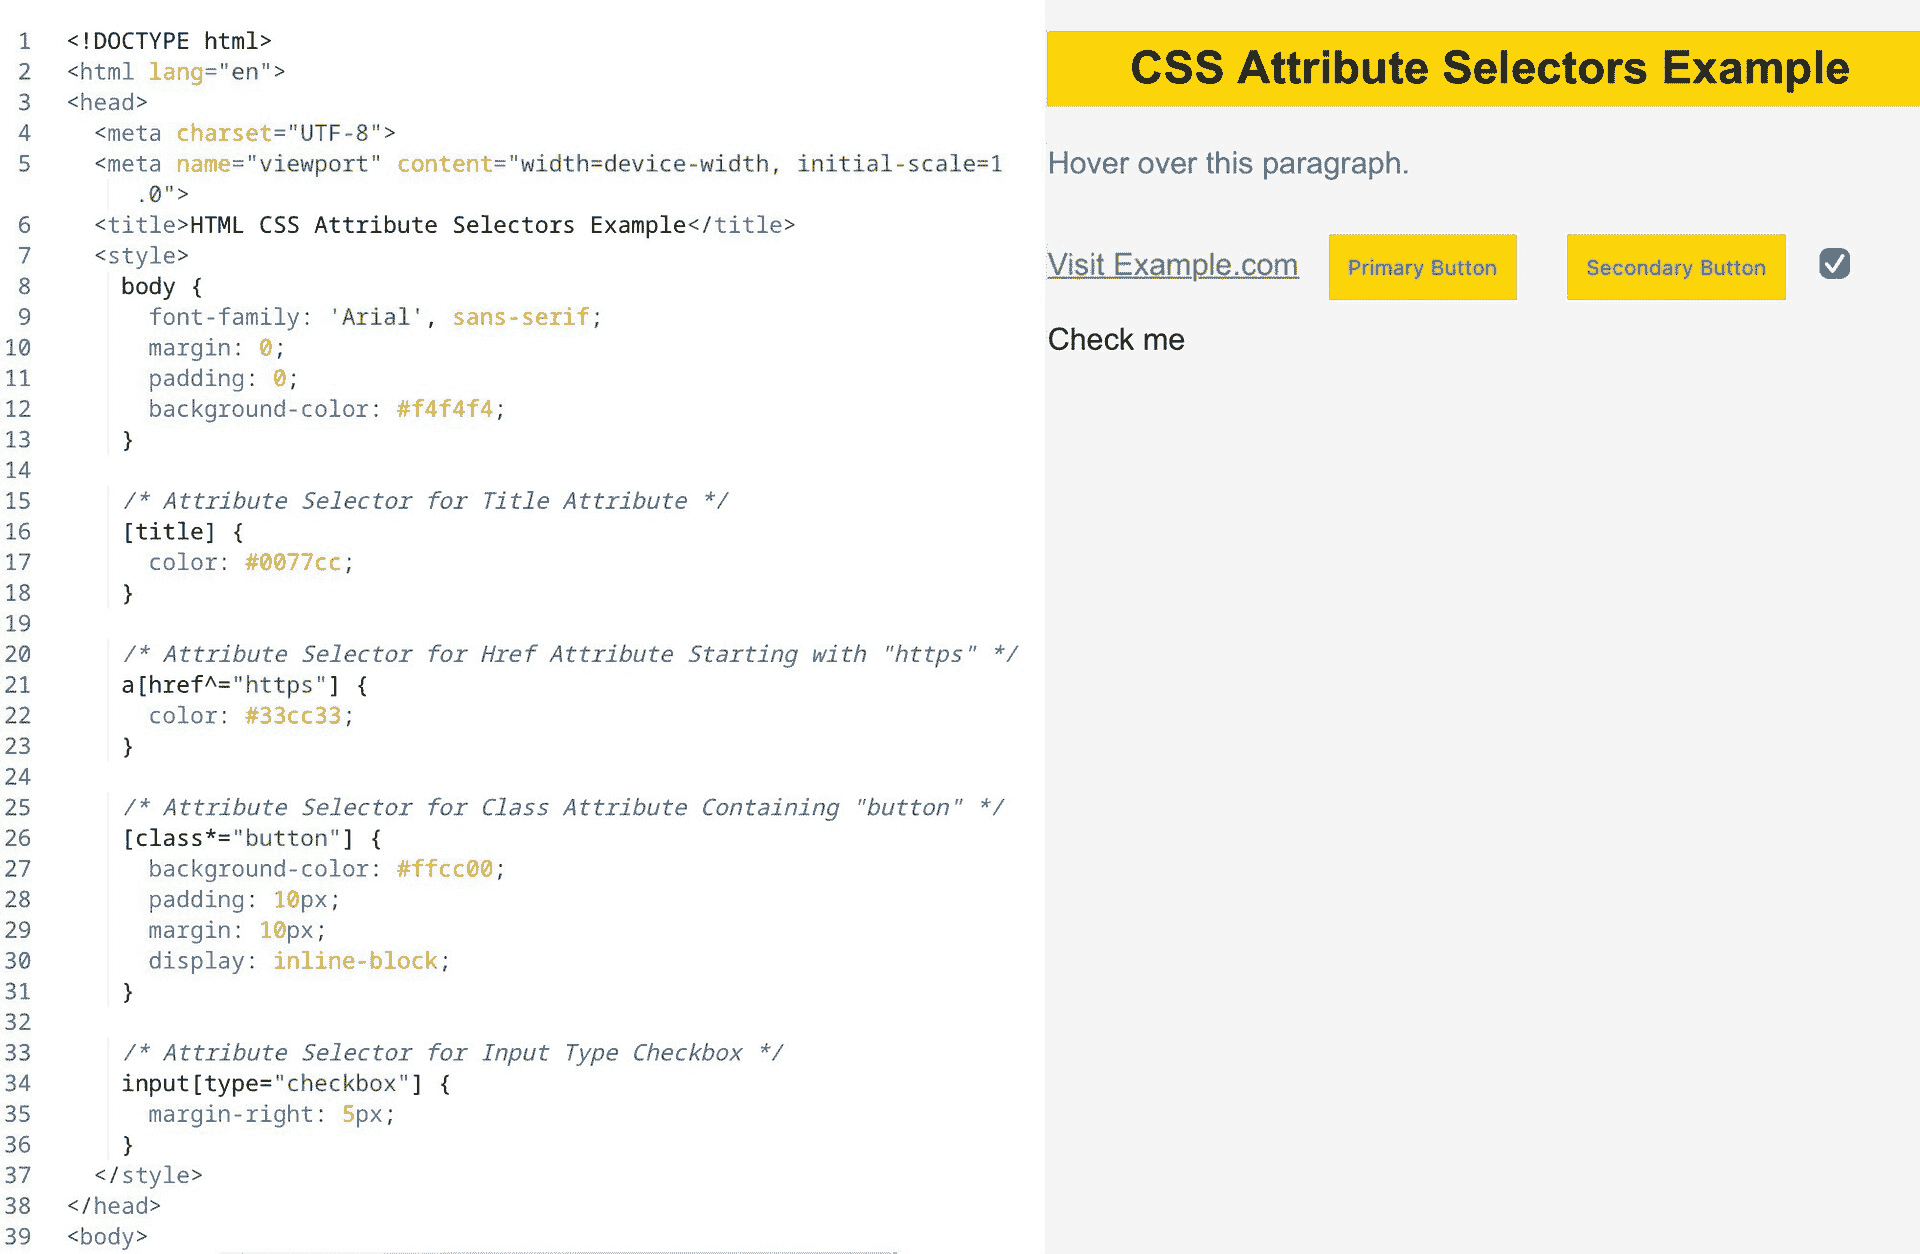 1 <!DOCTYPE html>
2 <html lang="en">
3 <head>
4 <meta charset="UTF-8">
5 <meta name="viewport" content="width=device-width, initial-scale=1
.0">
6 <title>HTML CSS Attribute Selectors Example</title>
7 <style>
8 body {
9 font-family: 'Arial', sans-serif;
10 margin: 0;
11 padding: 0;
12 background-color: #f4f4f4;
13 }
14
15 /* Attribute Selector for Title Attribute */
16 [title] {
17 color: #0077cc;
18 }
19
20 /* Attribute Selector for Href Attribute Starting with "https" */
21 a[href^="https"] {
22 color: #33cc33;
23 }
24
25 /* Attribute Selector for Class Attribute Containing "button" */
26 [class*="button"] {
27 background-color: #ffcc00;
28 padding: 10px;
29 margin: 10px;
30 display: inline-block;
31 }
32
33 /* Attribute Selector for Input Type Checkbox */
34 input[type="checkbox"] {
35 margin-right: 5px;
36 }
37 </style>
38 </head>
39 <body>
CSS Attribute Selectors Example
Hover over this paragraph.
Visit Example.com Primary Button Secondary Button
Check me